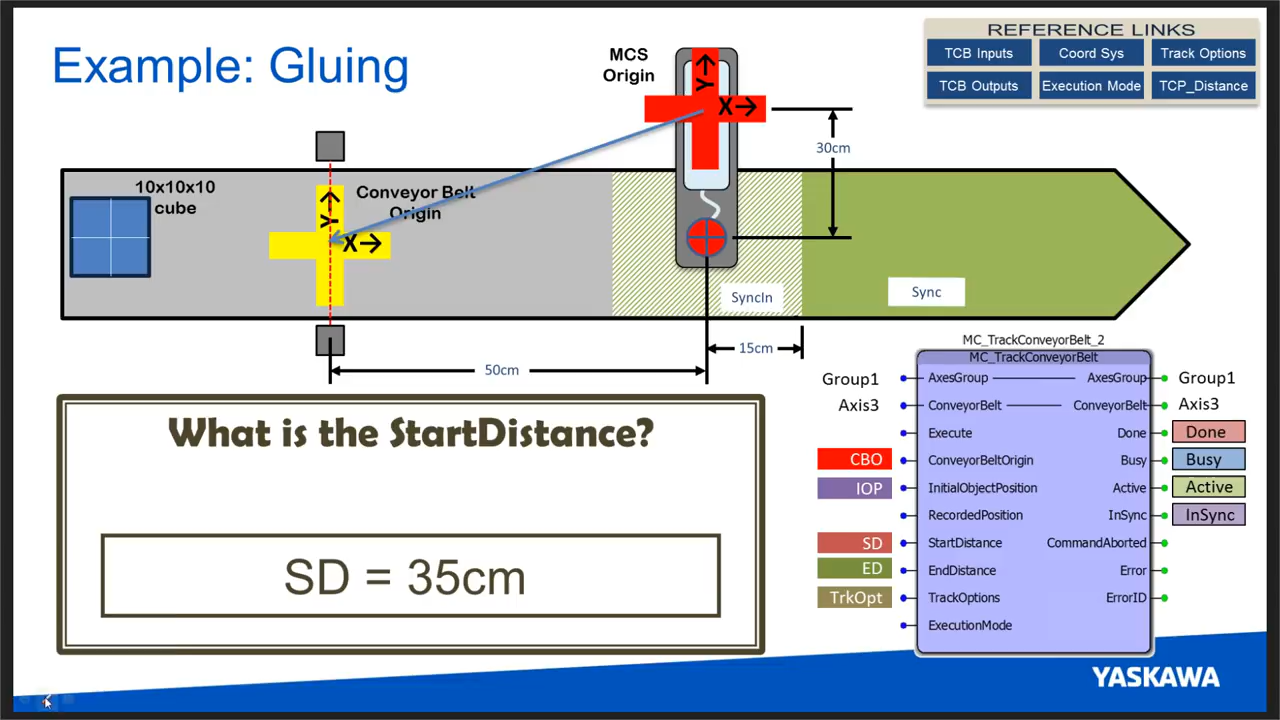 Example: Gluing
MCS
Origin
REFERENCE LINKS
TCB Inputs
Coord Sys
Track Options
TCB Outputs
Execution Mode
TCP_Distance
Y→
X→
30cm
10x10x10
cube
Conveyor Belt
Origin
Y→
X→
SyncIn
Sync
15cm
50cm
What is the StartDistance?
SD = 35cm
MC_TrackConveyorBelt_2
MC_TrackConveyorBelt
Group1
AxesGroup
AxesGroup
Group1
Axis3
ConveyorBelt
ConveyorBelt
Axis3
Execute
Done
Done
CBO
ConveyorBeltOrigin
Busy
Busy
IOP
InitialObjectPosition
Active
Active
RecordedPosition
InSync
InSync
SD
StartDistance
CommandAborted
ED
EndDistance
Error
TrkOpt
TrackOptions
ErrorID
ExecutionMode
YASKAWA